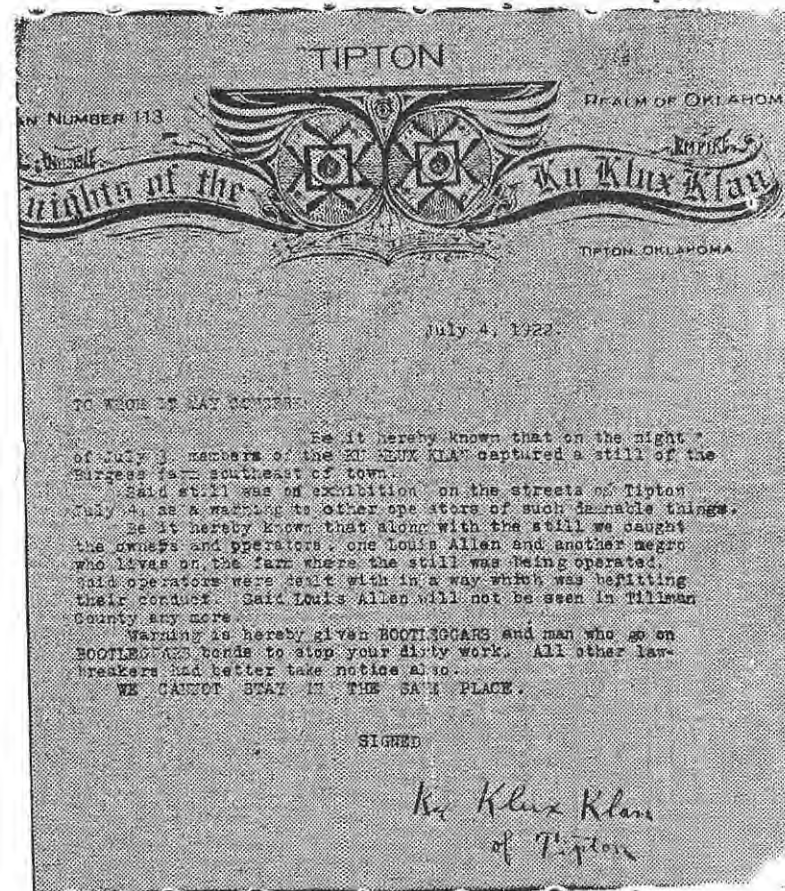 TIPTON
AN NUMBER 113
REALM OF OKLAHOM
nights of the
Ku Klux Klan
TIPTON, OKLAHOMA
July 4, 1922.
TO WHOM IT MAY CONCERN:
Be it hereby known that on the night
of July 3 members of the KU KLUX KLAN captured a still of the
Birgess farm southeast of town.
Said still was on exhibition on the streets of Tipton
July 4, as a warning to other operators of such damnable things.
Be it hereby known that along with the still we caught
the owners and pperators, one Louis Allen and another negro
who lives on the farm where the still was being operated.
Said operators were dealt with in a way which was befitting
their conduct. Said Louis Allen will not be seen in Tillman
County any more.
Warning is hereby given BOOTLEGGARS and man who go on
BOOTLEGGARS bonds to stop your dirty work. All other law-
breakers had better take notice also.
WE CANNOT STAY IN THE SAME PLACE.
SIGNED
Ku Klux Klan
of Tipton